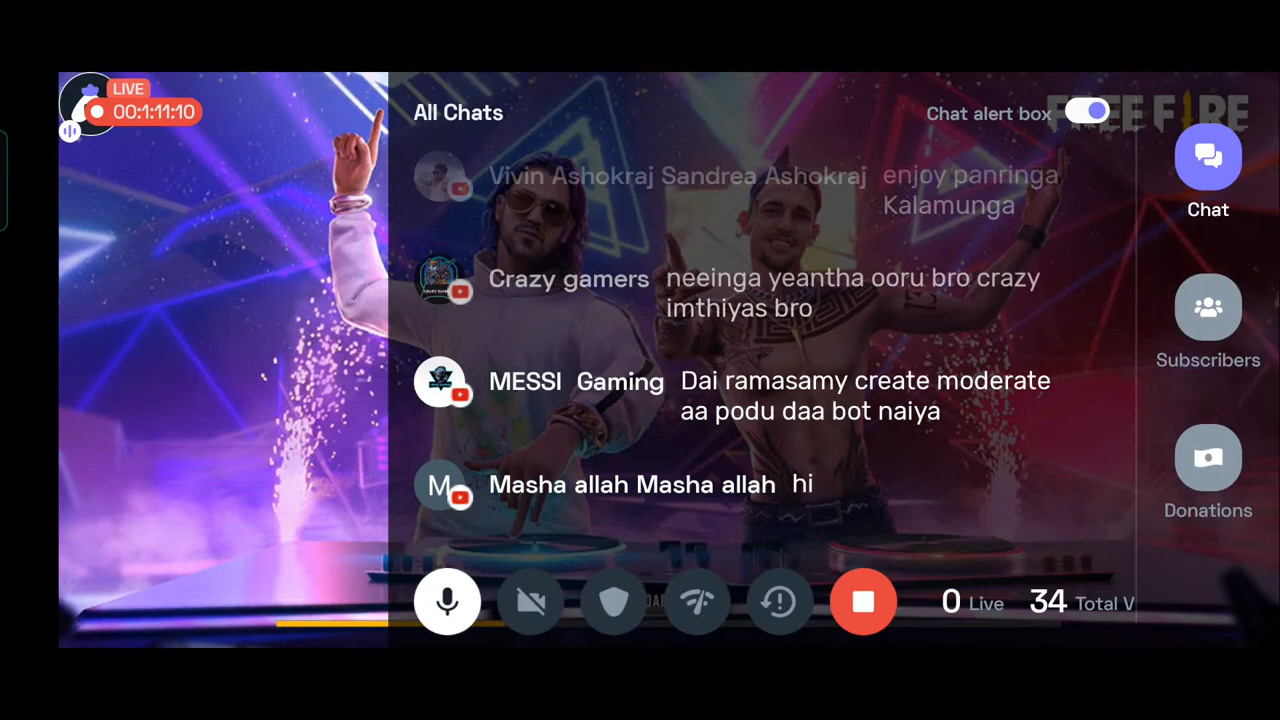 LIVE
00:1:11:10
All Chats
Chat alert box
FREE FIRE
Vivin Ashokraj Sandrea Ashokraj enjoy panringa
Kalamunga
Chat
Crazy gamers neeinga yeantha ooru bro crazy
imthiyas bro
Subscribers
MESSI Gaming Dai ramasamy create moderate
aa podu daa bot naiya
M Masha allah Masha allah hi
Donations
0 Live 34 Total V